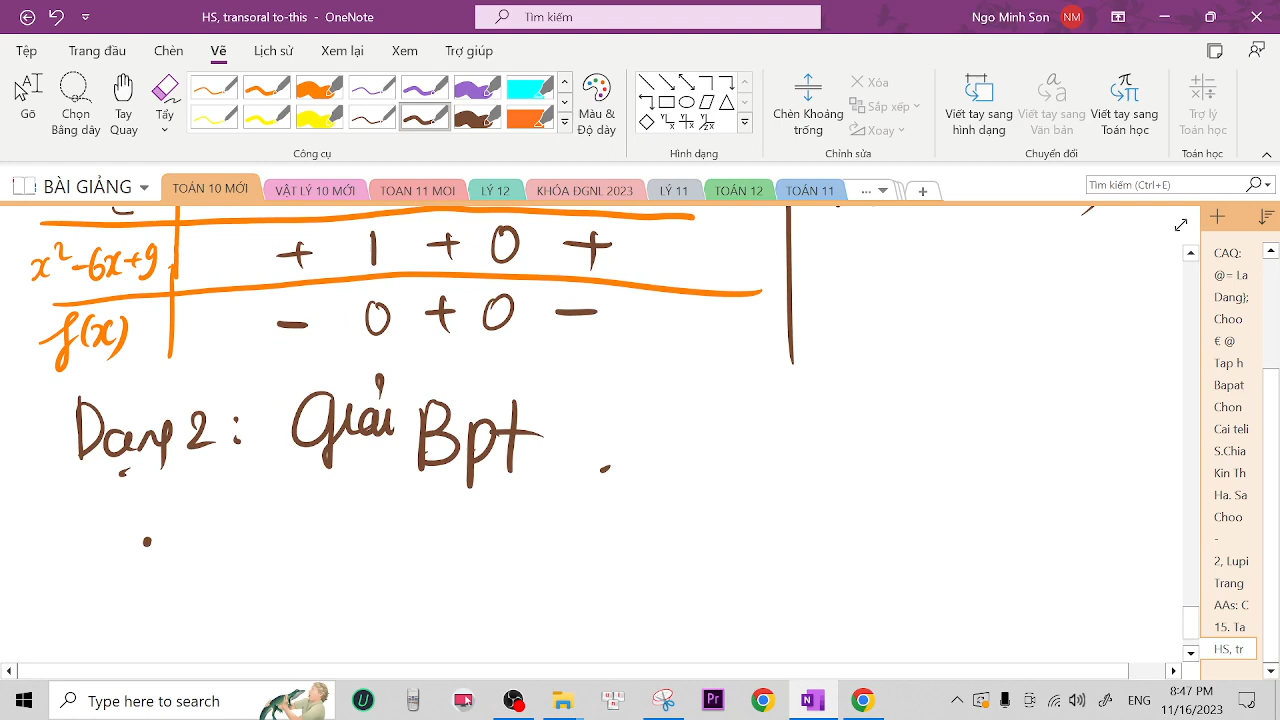 HS, transoral to-this - OneNote
Tìm kiếm
Ngo Minh Son
NM
Tệp
Trang đầu
Chèn
Vẽ
Lịch sử
Xem lại
Xem
Trợ giúp
Gõ
Chọn Bằng dây
Tay Quay
Tẩy
Màu & Độ dày
Chèn Khoảng trống
Xóa
Sắp xếp
Xoay
Viết tay sang hình dạng
Viết tay sang Văn bản
Viết tay sang Toán học
Trợ lý Toán học
Công cụ
Hình dạng
Chỉnh sửa
Chuyển đổi
Toán học
BÀI GIẢNG
TOÁN 10 MỚI
VẬT LÝ 10 MỚI
TOAN 11 MOI
LÝ 12
KHÓA ĐGNL 2023
LÝ 11
TOÁN 12
TOÁN 11
...
Tìm kiếm (Ctrl+E)
x²-6x+9 + 1 + 0 +
f(x) - 0 + 0 -
Dạng 2 : Giải Bpt .
CAQ:
@= La
Dang);
Choo
€ @
Tap h
Bapat
Chon
Cai teli
S.Chia
Kin Th
Ha. Sa
Choo
-
2, Lupi
Trang
AAs: C
15. Ta
HS, tr
Type here to search
ENG
8:47 PM
11/16/2023